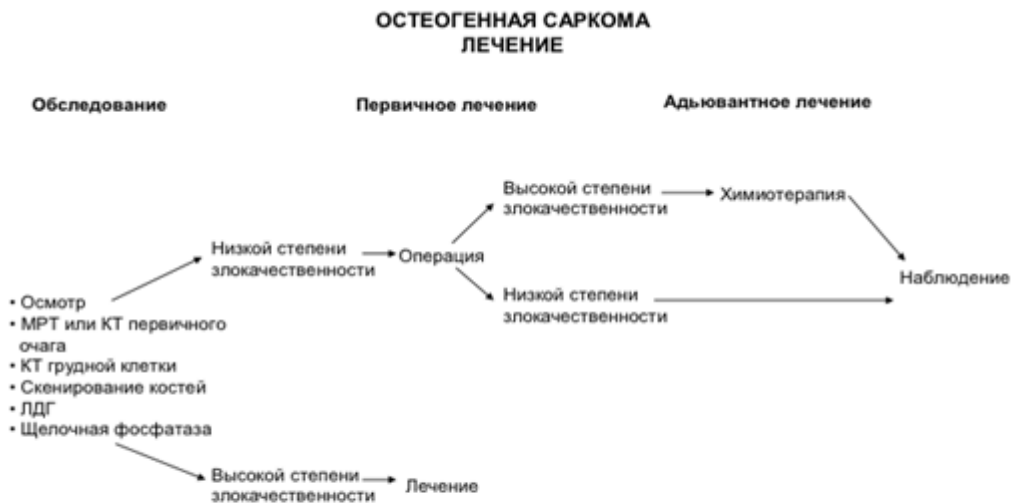 ОСТЕОГЕННАЯ САРКОМА
ЛЕЧЕНИЕ
Обследование
Первичное лечение
Адьювантное лечение
Высокой степени
злокачественности
Химиотерапия
Низкой степени
злокачественности
Операция
Наблюдение
Низкой степени
злокачественности
• Осмотр
• МРТ или КТ первичного
очага
• КТ грудной клетки
• Скенирование костей
• ЛДГ
• Щелочная фосфатаза
Высокой степени
злокачественности
Лечение